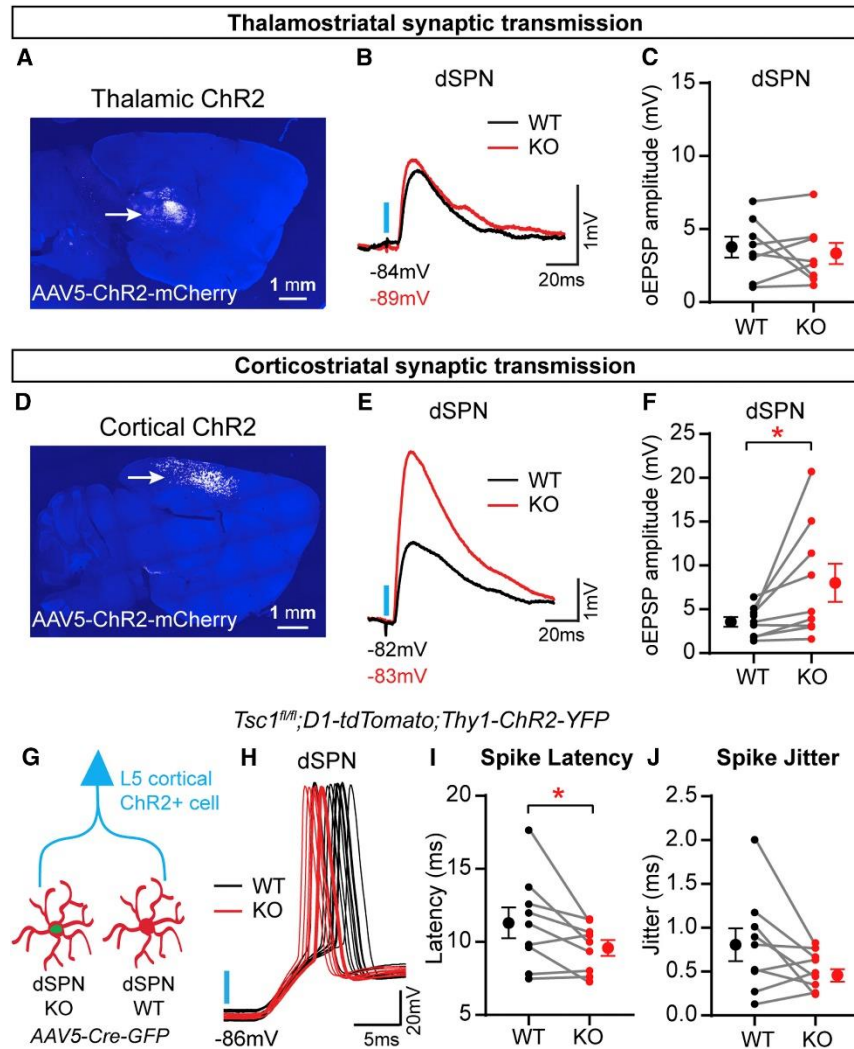 Thalamostriatal synaptic transmission
A
Thalamic ChR2
AAV5-ChR2-mCherry
1 mm
B
dSPN
WT
KO
-84mV
-89mV
1mV
20ms
C
dSPN
oEPSP amplitude (mV)
15
10
5
0
WT KO
Corticostriatal synaptic transmission
D
Cortical ChR2
AAV5-ChR2-mCherry
1 mm
E
dSPN
WT
KO
-82mV
-83mV
1mV
20ms
F
dSPN
*
oEPSP amplitude (mV)
25
20
15
10
5
0
WT KO
Tsc1fl/fl;D1-tdTomato;Thy1-ChR2-YFP
G
L5 cortical
ChR2+ cell
dSPN dSPN
KO WT
AAV5-Cre-GFP
H
dSPN
WT
KO
-86mV
20mV
5ms
I Spike Latency
*
Latency (ms)
20
15
10
5
WT KO
J Spike Jitter
Jitter (ms)
2.5
2.0
1.5
1.0
0.5
0.0
WT KO